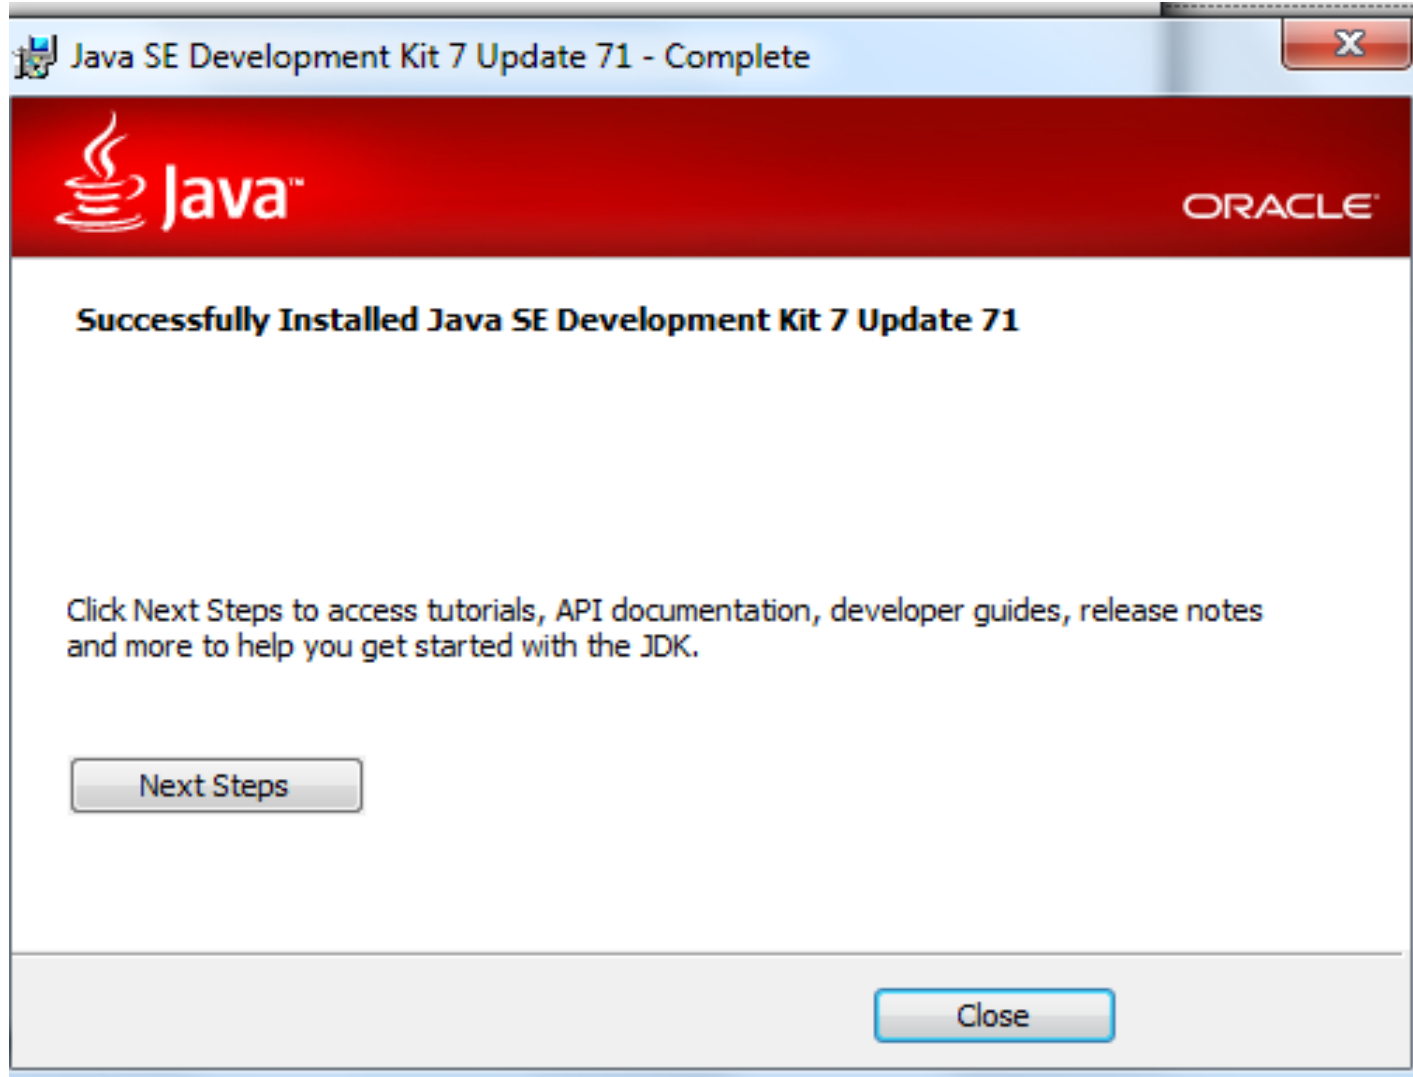 Java SE Development Kit 7 Update 71 - Complete
Java™
ORACLE
Successfully Installed Java SE Development Kit 7 Update 71
Click Next Steps to access tutorials, API documentation, developer guides, release notes
and more to help you get started with the JDK.
Next Steps
Close